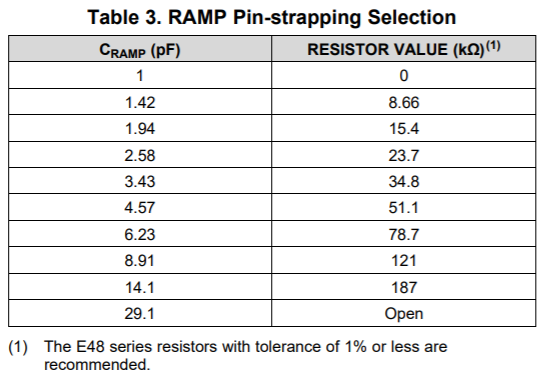 Table 3. RAMP Pin-strapping Selection
CRAMP (pF) RESISTOR VALUE (kΩ)(1)
1 0
1.42 8.66
1.94 15.4
2.58 23.7
3.43 34.8
4.57 51.1
6.23 78.7
8.91 121
14.1 187
29.1 Open
(1) The E48 series resistors with tolerance of 1% or less are
recommended.